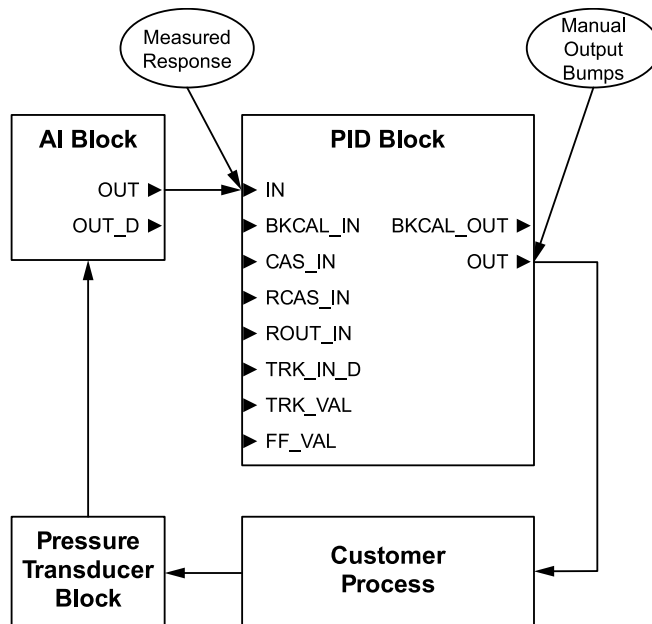 Measured
Response
Manual
Output
Bumps
AI Block
OUT
OUT_D
PID Block
IN
BKCAL_IN
CAS_IN
RCAS_IN
ROUT_IN
TRK_IN_D
TRK_VAL
FF_VAL
BKCAL_OUT
OUT
Pressure
Transducer
Block
Customer
Process